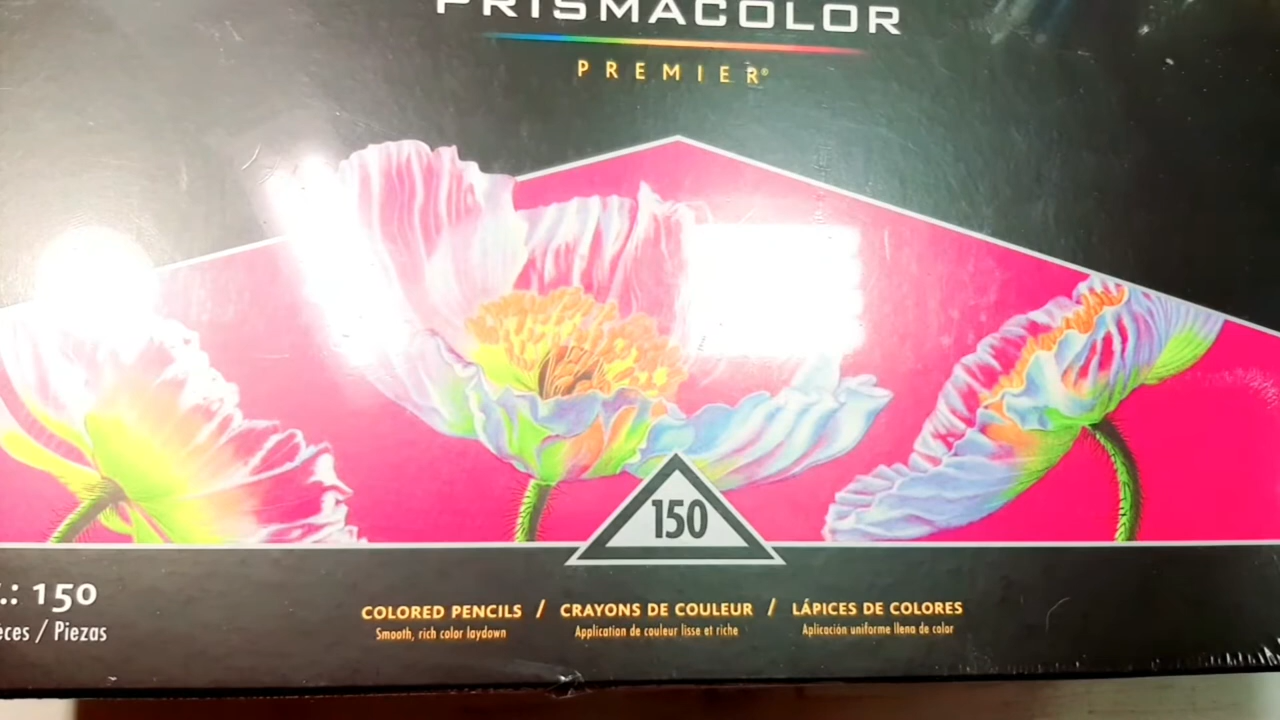 PRISMACOLOR
PREMIER®
150
.: 150
COLORED PENCILS / CRAYONS DE COULEUR / LÁPICES DE COLORES
Smooth, rich color laydown Application de couleur lisse et riche Aplicación uniforme llena de color
/ Piezas